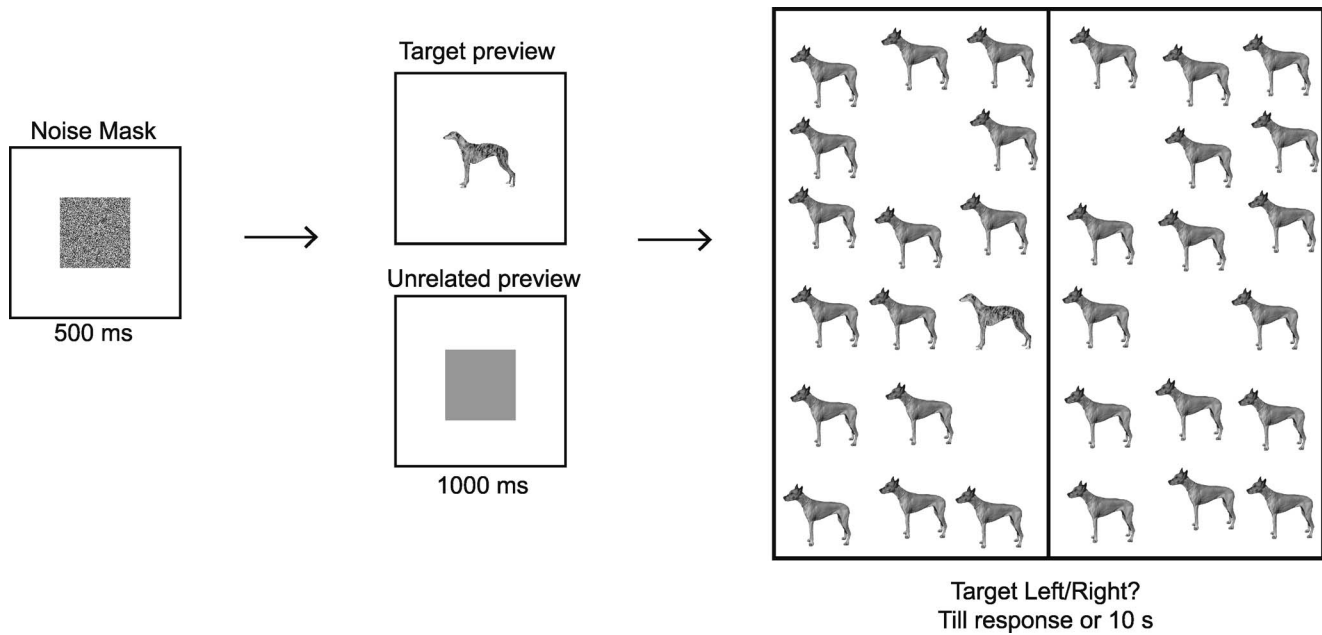 Noise Mask
500 ms
Target preview
Unrelated preview
1000 ms
Target Left/Right?
Till response or 10 s